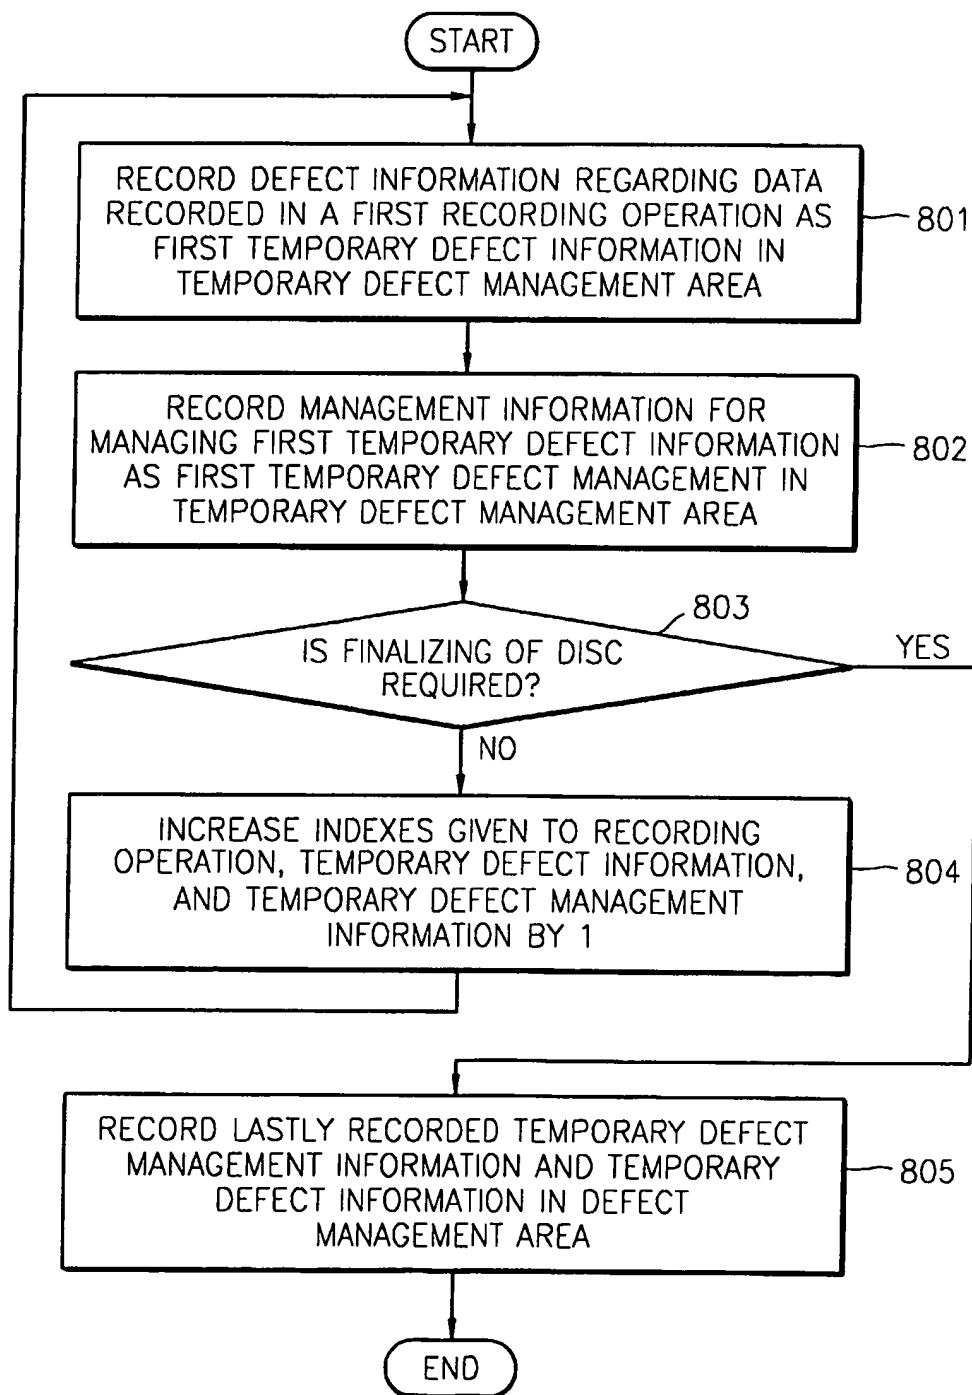 START
RECORD DEFECT INFORMATION REGARDING DATA
RECORDED IN A FIRST RECORDING OPERATION AS
FIRST TEMPORARY DEFECT INFORMATION IN
TEMPORARY DEFECT MANAGEMENT AREA
801
RECORD MANAGEMENT INFORMATION FOR
MANAGING FIRST TEMPORARY DEFECT INFORMATION
AS FIRST TEMPORARY DEFECT MANAGEMENT IN
TEMPORARY DEFECT MANAGEMENT AREA
802
803
IS FINALIZING OF DISC
REQUIRED?
YES
NO
INCREASE INDEXES GIVEN TO RECORDING
OPERATION, TEMPORARY DEFECT INFORMATION,
AND TEMPORARY DEFECT MANAGEMENT
INFORMATION BY 1
804
RECORD LASTLY RECORDED TEMPORARY DEFECT
MANAGEMENT INFORMATION AND TEMPORARY
DEFECT INFORMATION IN DEFECT
MANAGEMENT AREA
805
END